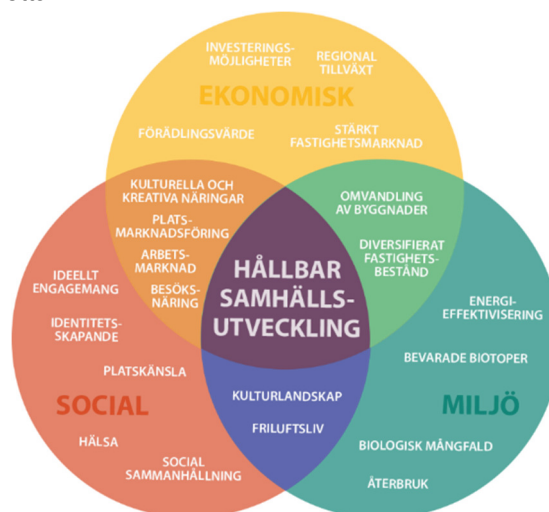 INVESTERINGS-
MÖJLIGHETER
REGIONAL
TILLVÄXT
EKONOMISK
FÖRÄDLINGSVÄRDE
STÄRKT
FASTIGHETSMARKNAD
KULTURELLA OCH
KREATIVA NÄRINGAR
PLATS-
MARKNADSFÖRING
ARBETS-
MARKNAD
BESÖKS-
NÄRING
OMVANDLING
AV BYGGNADER
DIVERSIFIERAT
FASTIGHETS-
BESTÅND
HÅLLBAR
SAMHÄLLS-
UTVECKLING
IDEELLT
ENGAGEMANG
IDENTITETS-
SKAPANDE
PLATSKÄNSLA
SOCIAL
HÄLSA
SOCIAL
SAMMANHÅLLNING
KULTURLANDSKAP
FRILUFTSLIV
ENERGI-
EFFEKTIVISERING
BEVARADE BIOTOPER
MILJÖ
BIOLOGISK MÅNGFALD
ÅTERBRUK